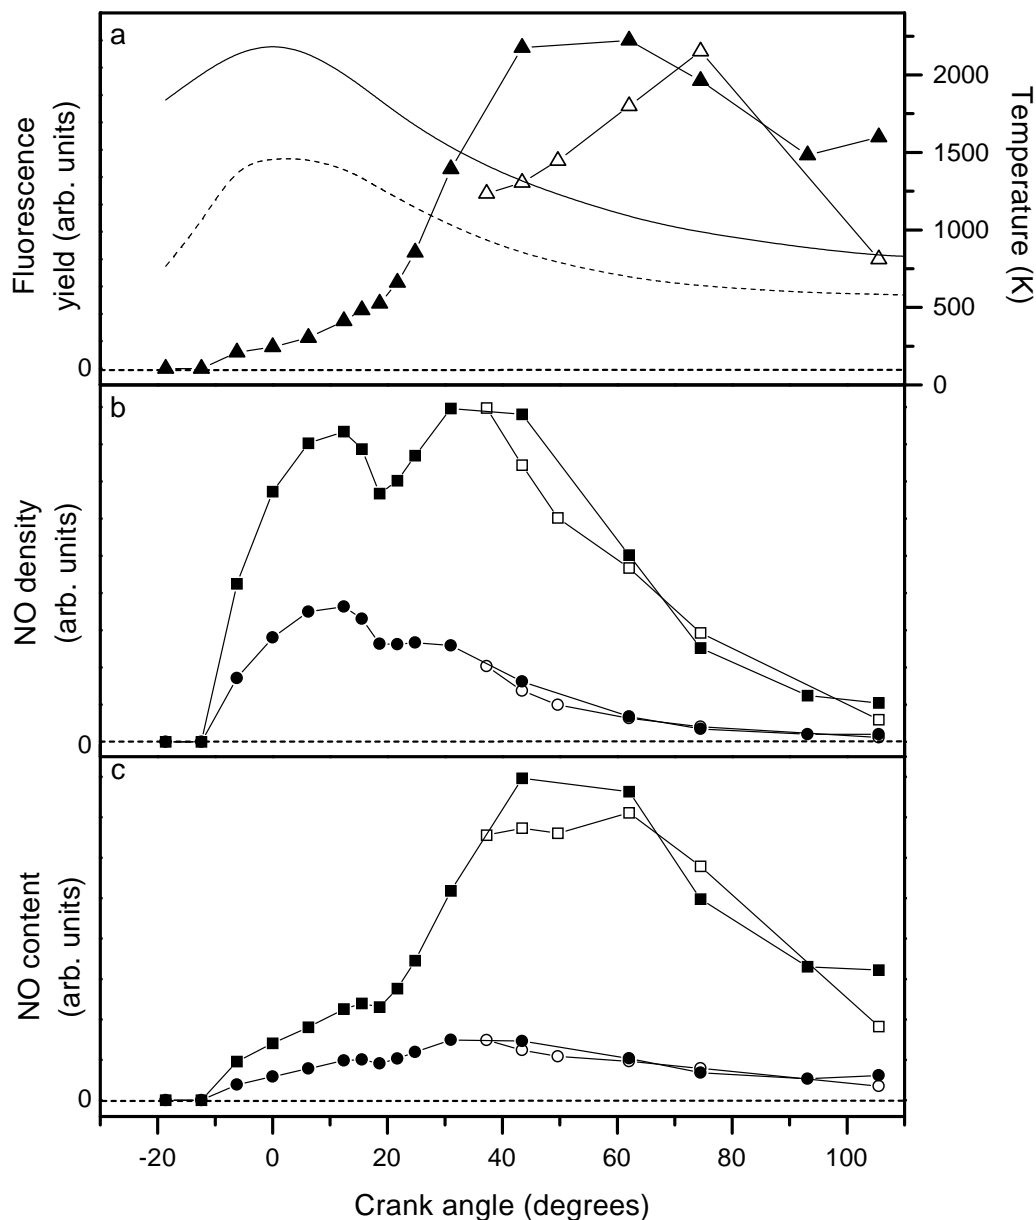 a
Fluorescence
yield (arb. units)
0
2000
1500
1000
500
0
Temperature (K)
b
NO density
(arb. units)
0
c
NO content
(arb. units)
0
-20 0 20 40 60 80 100
Crank angle (degrees)